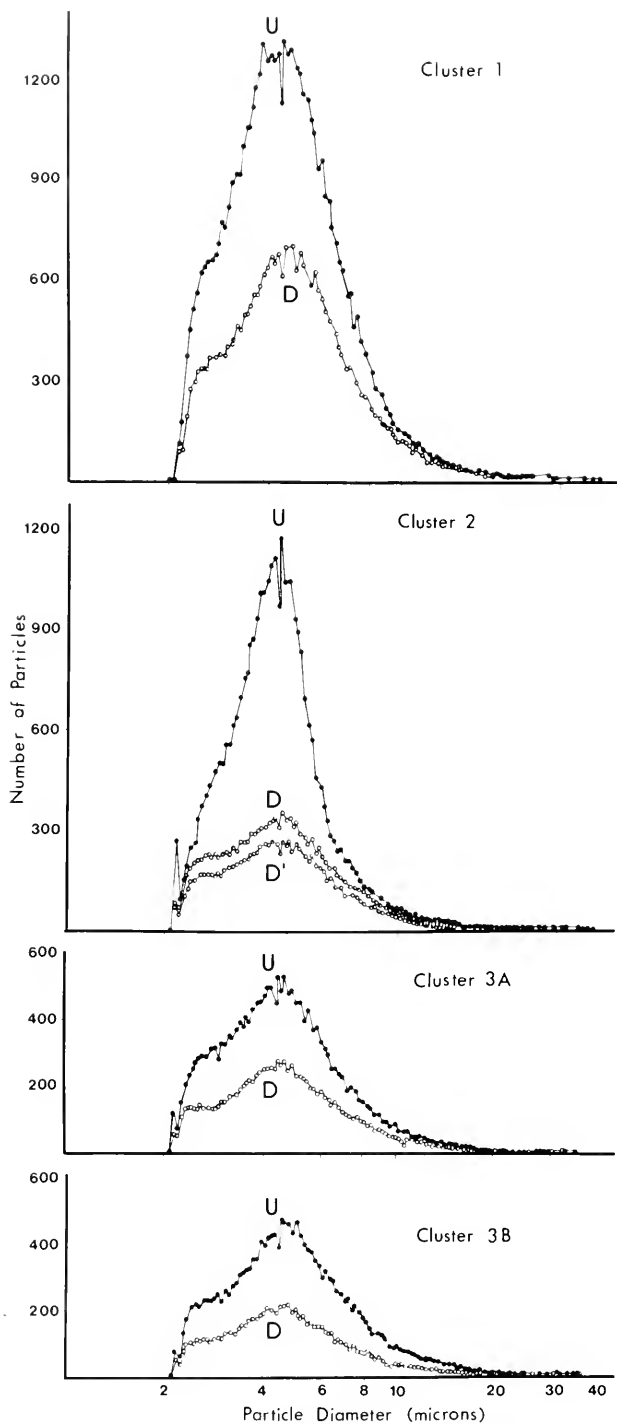 U
Cluster 1
1200
900
600
D
300
U
Cluster 2
1200
900
Number of Particles
600
D
300
D'
600
U
Cluster 3A
400
200
D
600
U
Cluster 3B
400
200
D
2 4 6 8 10 20 30 40
Particle Diameter (microns)